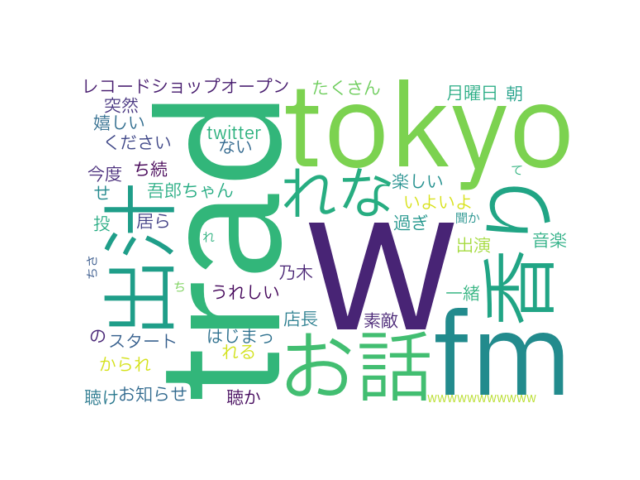 レコードショップオープン
たくさん
月曜日
朝
突然
嬉しい
ください
twitter
ない
trad
tokyo
今度
ち続
せ
吾郎ちゃん
れな
楽しい
いよいよ
て
投
居ら
出汁
過ぎ
聞か
香り
出演
音楽
れ
w
ちさ
ち
乃木
うれしい
一緒
店長
素敵
の
スタート
はじまっ
れる
お話
fm
かられ
聴け
お知らせ
聴か
wwwwwwwwwww